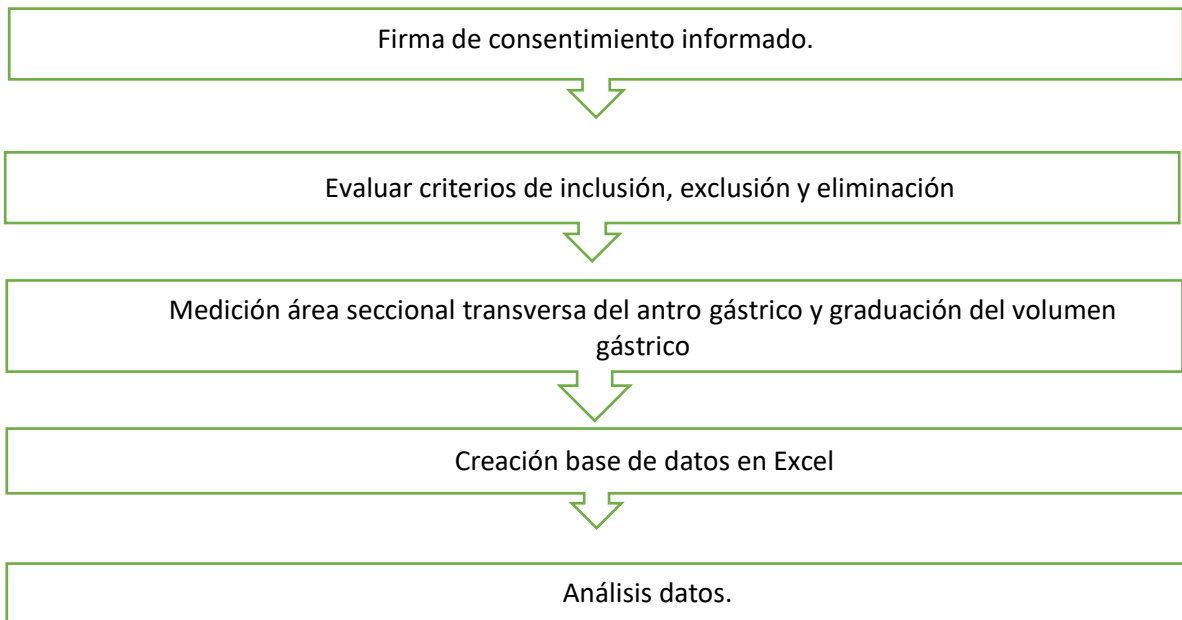 Firma de consentimiento informado.
Evaluar criterios de inclusión, exclusión y eliminación
Medición área seccional transversa del antro gástrico y graduación del volumen
gástrico
Creación base de datos en Excel
Análisis datos.